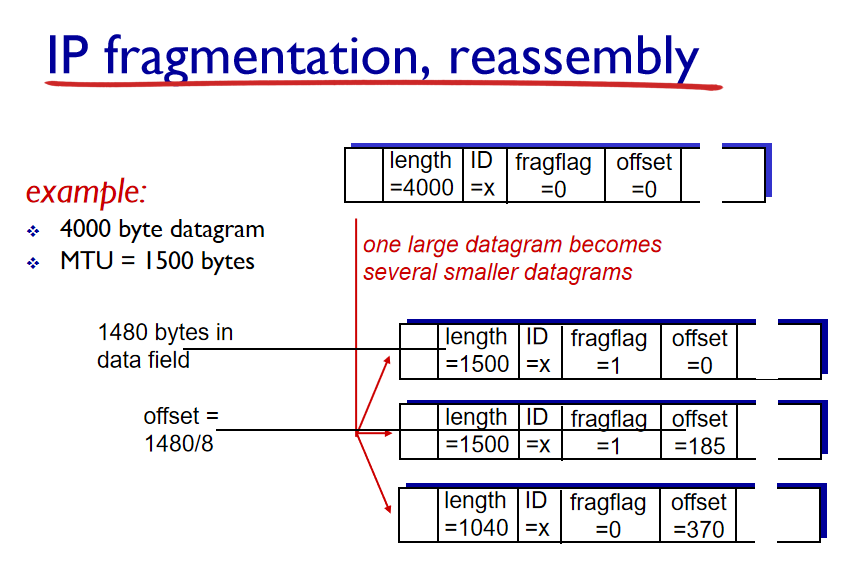 IP fragmentation, reassembly
example:
4000 byte datagram
MTU = 1500 bytes
length ID fragflag offset
=4000 =x =0 =0
one large datagram becomes
several smaller datagrams
1480 bytes in
data field
length ID fragflag offset
=1500 =x =1 =0
offset =
1480/8
length ID fragflag offset
=1500 =x =1 =185
length ID fragflag offset
=1040 =x =0 =370